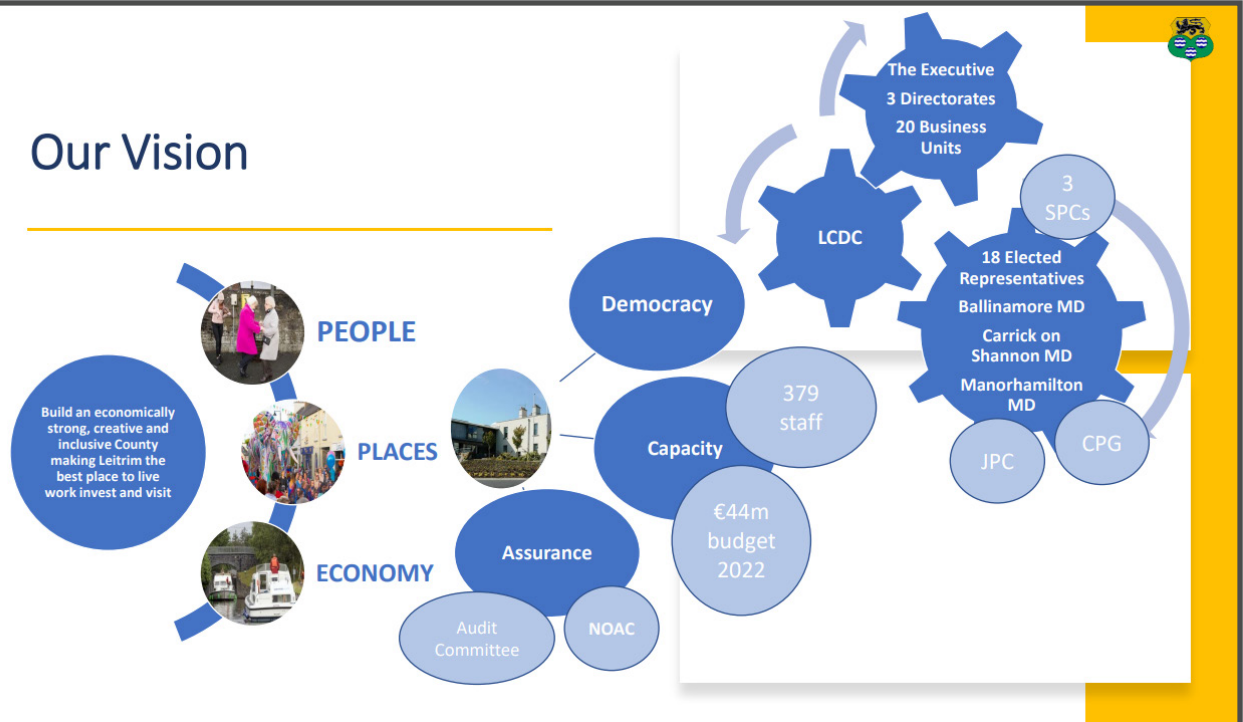 Our Vision
Build an economically
strong, creative and
inclusive County
making Leitrim the
best place to live
work invest and visit
PEOPLE
PLACES
ECONOMY
Democracy
Capacity
379
staff
€44m
budget
2022
Assurance
Audit
Committee
NOAC
The Executive
3 Directorates
20 Business
Units
LCDC
3
SPCs
18 Elected
Representatives
Ballinamore MD
Carrick on
Shannon MD
Manorhamilton
MD
JPC
CPG